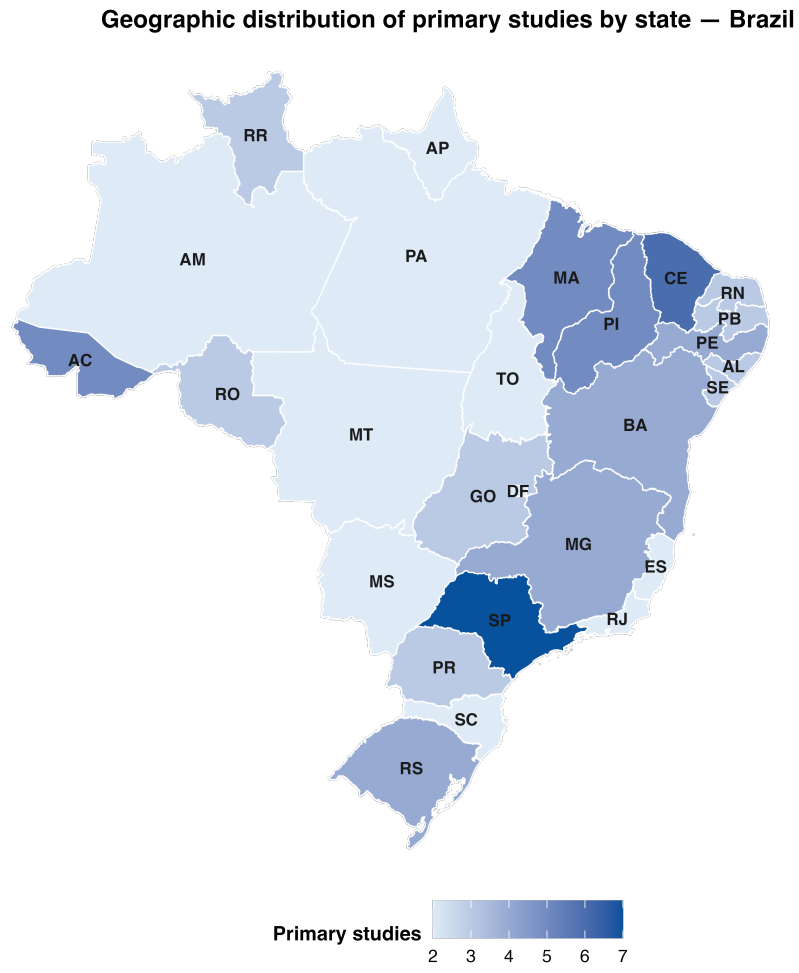 Geographic distribution of primary studies by state — Brazil
RR
AP
AM
PA
MA
CE
RN
PI
PB
PE
AC
AL
TO
SE
RO
BA
MT
GO
DF
MG
ES
MS
SP
RJ
PR
SC
RS
Primary studies
2 3 4 5 6 7